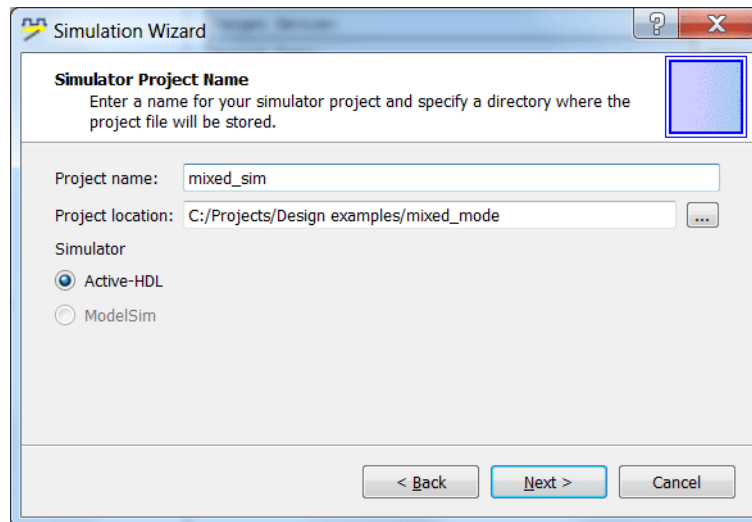 Simulation Wizard
Simulator Project Name
Enter a name for your simulator project and specify a directory where the
project file will be stored.
Project name: mixed_sim
Project location: C:/Projects/Design examples/mixed_mode ...
Simulator
Active-HDL
ModelSim
< Back Next > Cancel